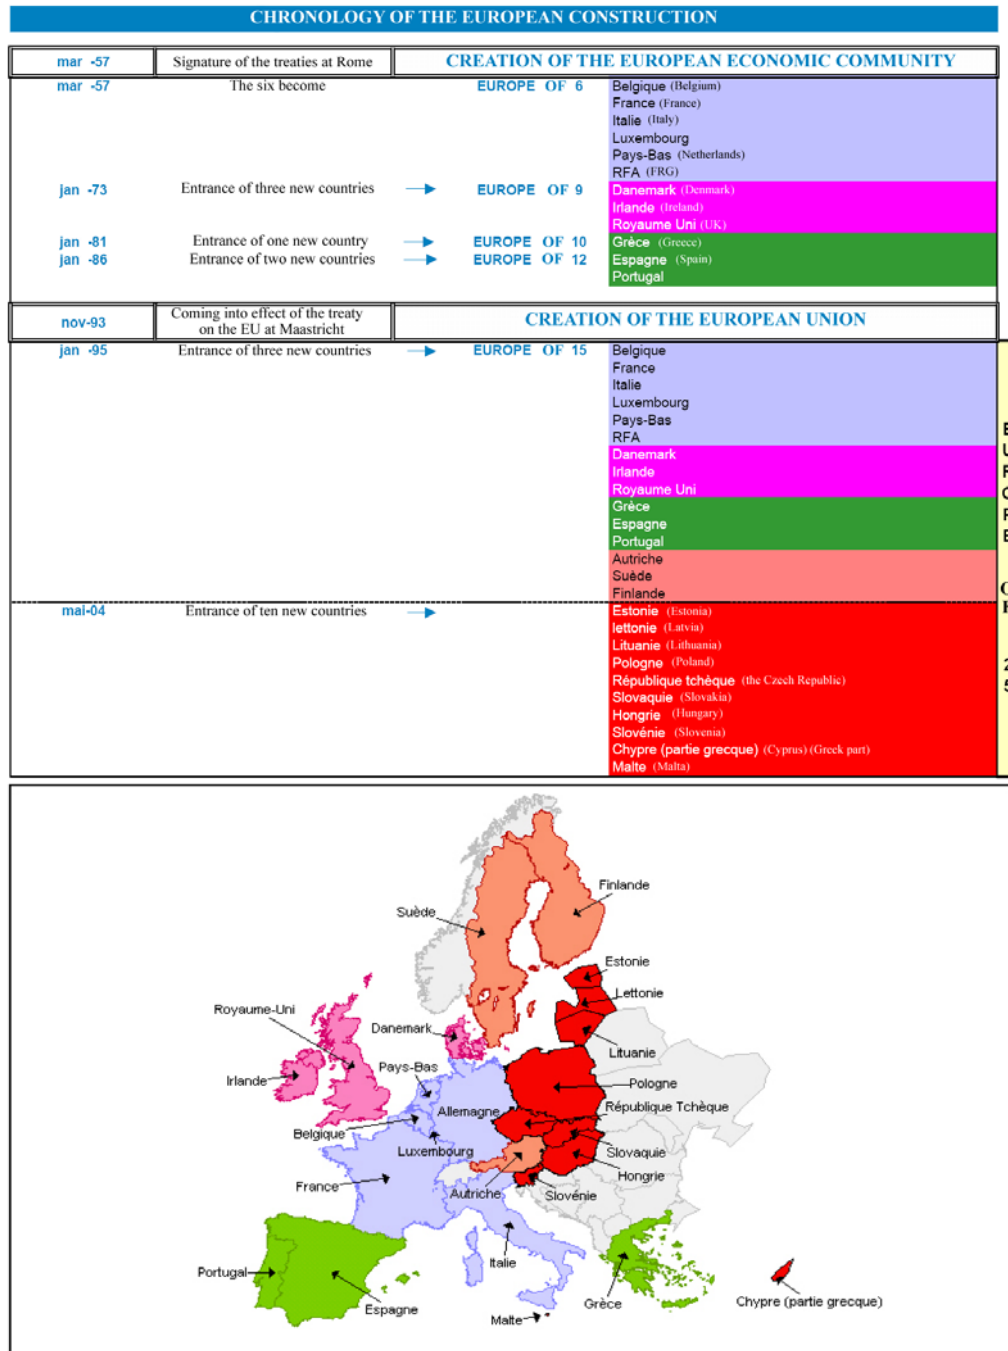 CHRONOLOGY OF THE EUROPEAN CONSTRUCTION
mar -57 Signature of the treaties at Rome CREATION OF THE EUROPEAN ECONOMIC COMMUNITY
mar -57 The six become EUROPE OF 6 Belgique (Belgium)
France (France)
Italie (Italy)
Luxembourg
Pays-Bas (Netherlands)
RFA (FRG)
jan -73 Entrance of three new countries EUROPE OF 9 Danemark (Denmark)
Irlande (Ireland)
Royaume Uni (UK)
jan -81 Entrance of one new country EUROPE OF 10 Grèce (Greece)
jan -86 Entrance of two new countries EUROPE OF 12 Espagne (Spain)
Portugal
nov-93 Coming into effect of the treaty on the EU at Maastricht CREATION OF THE EUROPEAN UNION
jan -95 Entrance of three new countries EUROPE OF 15 Belgique
France
Italie
Luxembourg
Pays-Bas
RFA
Danemark
Irlande
Royaume Uni
Grèce
Espagne
Portugal
Autriche
Suède
Finlande
mai-04 Entrance of ten new countries Estonie (Estonia)
lettonie (Latvia)
Lituanie (Lithuania)
Pologne (Poland)
République tchèque (the Czech Republic)
Slovaquie (Slovakia)
Hongrie (Hungary)
Slovénie (Slovenia)
Chypre (partie grecque) (Cyprus) (Greek part)
Malte (Malta)
Finlande
Suède
Estonie
Lettonie
Royaume-Uni
Danemark
Lituanie
Pays-Bas
Irlande
Pologne
Allemagne
République Tchèque
Belgique
Luxembourg
Slovaquie
Hongrie
France
Autriche
Slovénie
Italie
Portugal
Espagne
Grèce
Chypre (partie grecque)
Malte